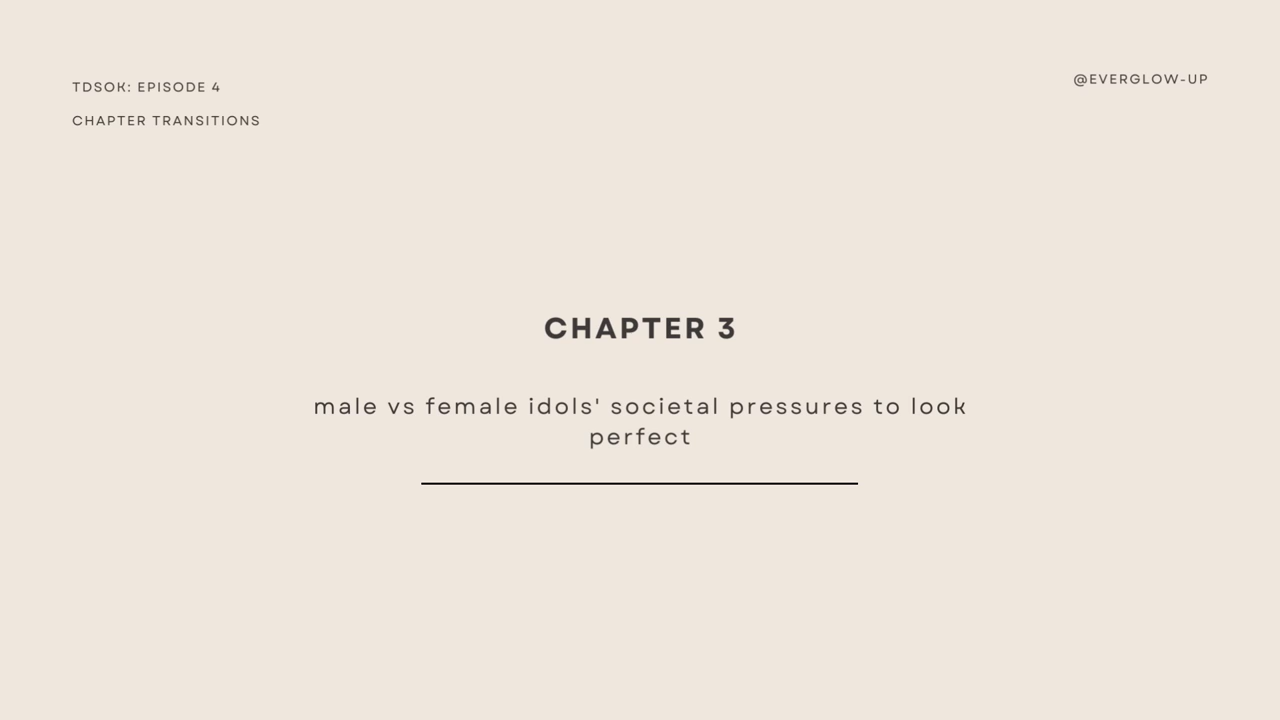 TDSOK: EPISODE 4
CHAPTER TRANSITIONS
@EVERGLOW-UP
CHAPTER 3
male vs female idols' societal pressures to look
perfect